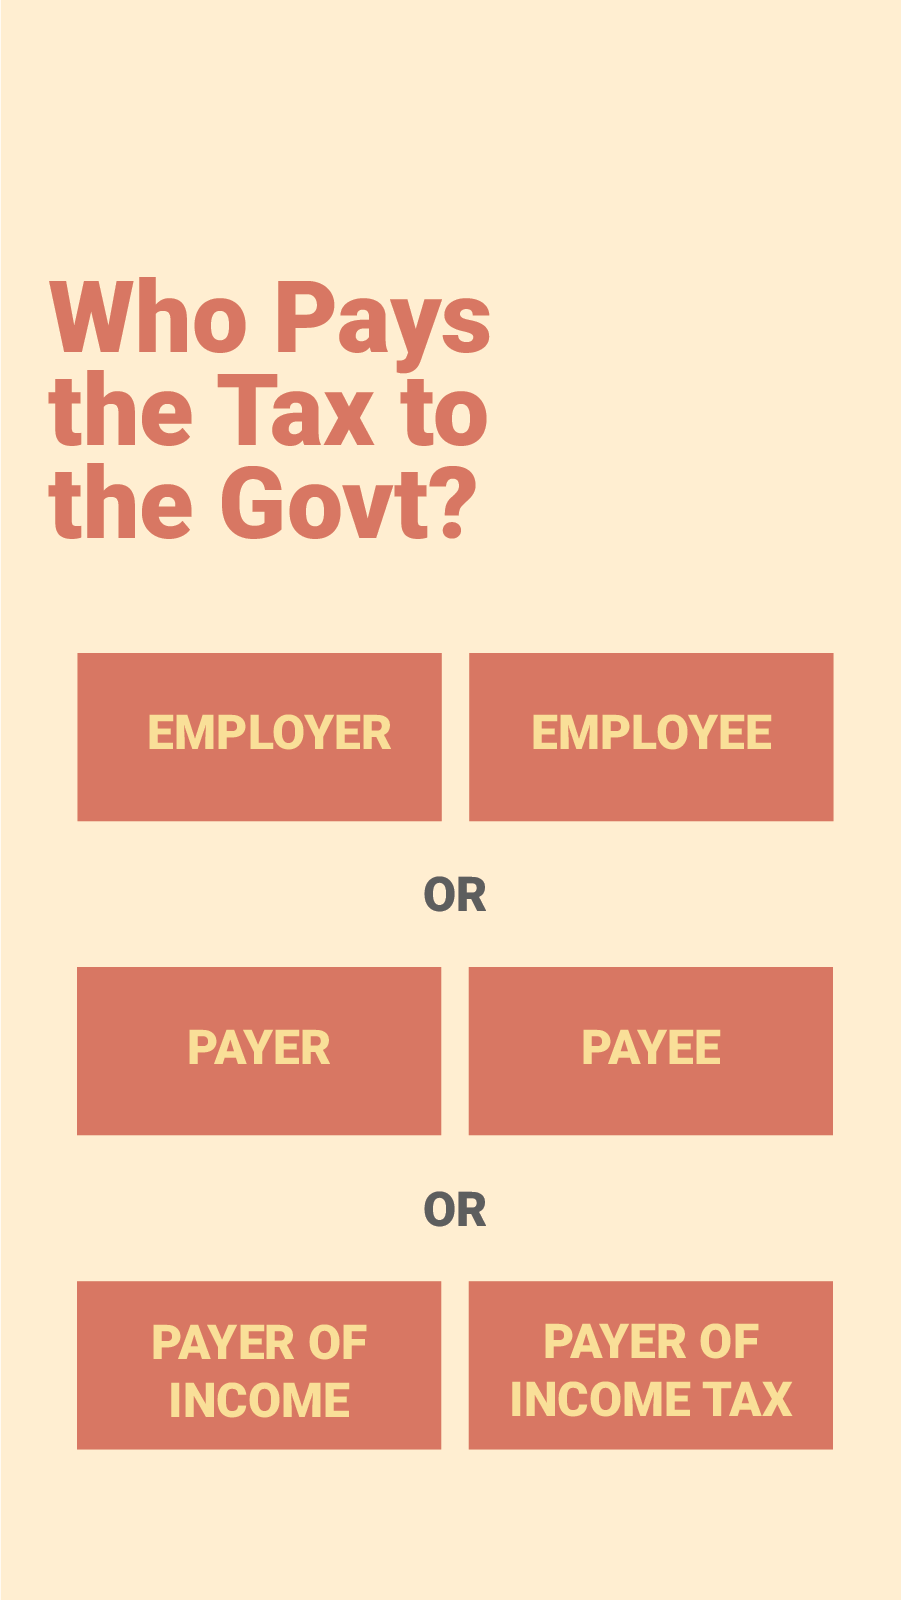 Who Pays
the Tax to
the Govt?
EMPLOYER
EMPLOYEE
OR
PAYER
PAYEE
OR
PAYER OF
INCOME
PAYER OF
INCOME TAX